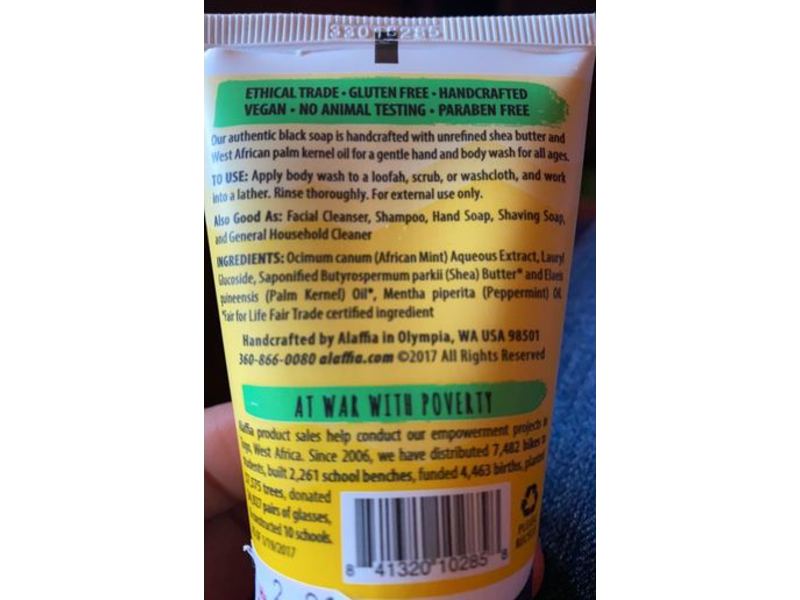 33016285
ETHICAL TRADE • GLUTEN FREE • HANDCRAFTED
VEGAN • NO ANIMAL TESTING • PARABEN FREE
Our authentic black soap is handcrafted with unrefined shea butter and
West African palm kernel oil for a gentle hand and body wash for all ages.
TO USE: Apply body wash to a loofah, scrub, or washcloth, and work
into a lather. Rinse thoroughly. For external use only.
Also Good As: Facial Cleanser, Shampoo, Hand Soap, Shaving Soap,
and General Household Cleaner
INGREDIENTS: Ocimum canum (African Mint) Aqueous Extract, Lauryl
Glucoside, Saponified Butyrospermum parkii (Shea) Butter* and Elaeis
guineensis (Palm Kernel) Oil*, Mentha piperita (Peppermint) Oil.
*Fair for Life Fair Trade certified ingredient
Handcrafted by Alaffia in Olympia, WA USA 98501
360-866-0080 alaffia.com ©2017 All Rights Reserved
AT WAR WITH POVERTY
Alaffia product sales help conduct our empowerment projects in
Togo, West Africa. Since 2006, we have distributed 7,482 bikes to
students, built 2,261 school benches, funded 4,463 births, planted
trees, donated
pairs of glasses,
constructed 10 schools.
PLEASE
RECYCLE
8 41320 10285 8